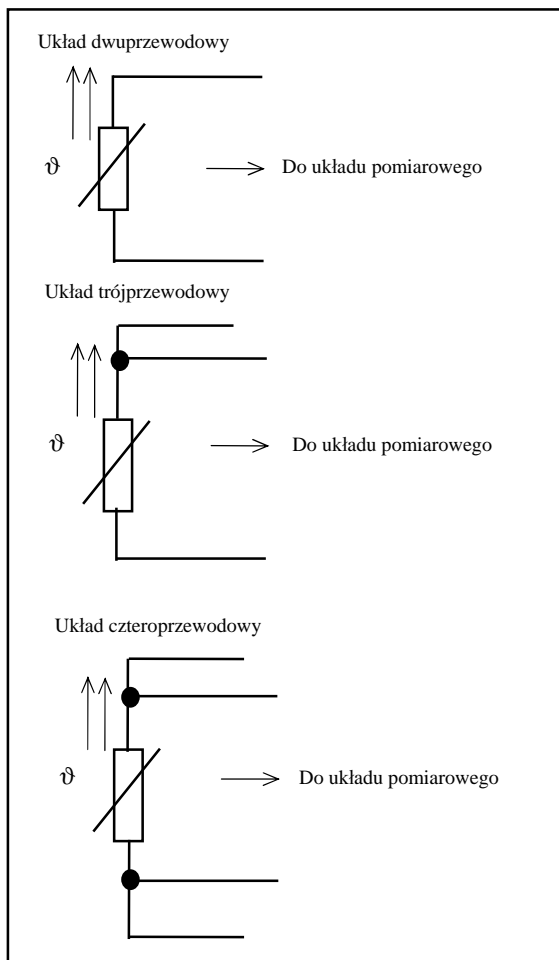 Układ dwuprzewodowy
ϑ
Do układu pomiarowego
Układ trójprzewodowy
ϑ
Do układu pomiarowego
Układ czteroprzewodowy
ϑ
Do układu pomiarowego